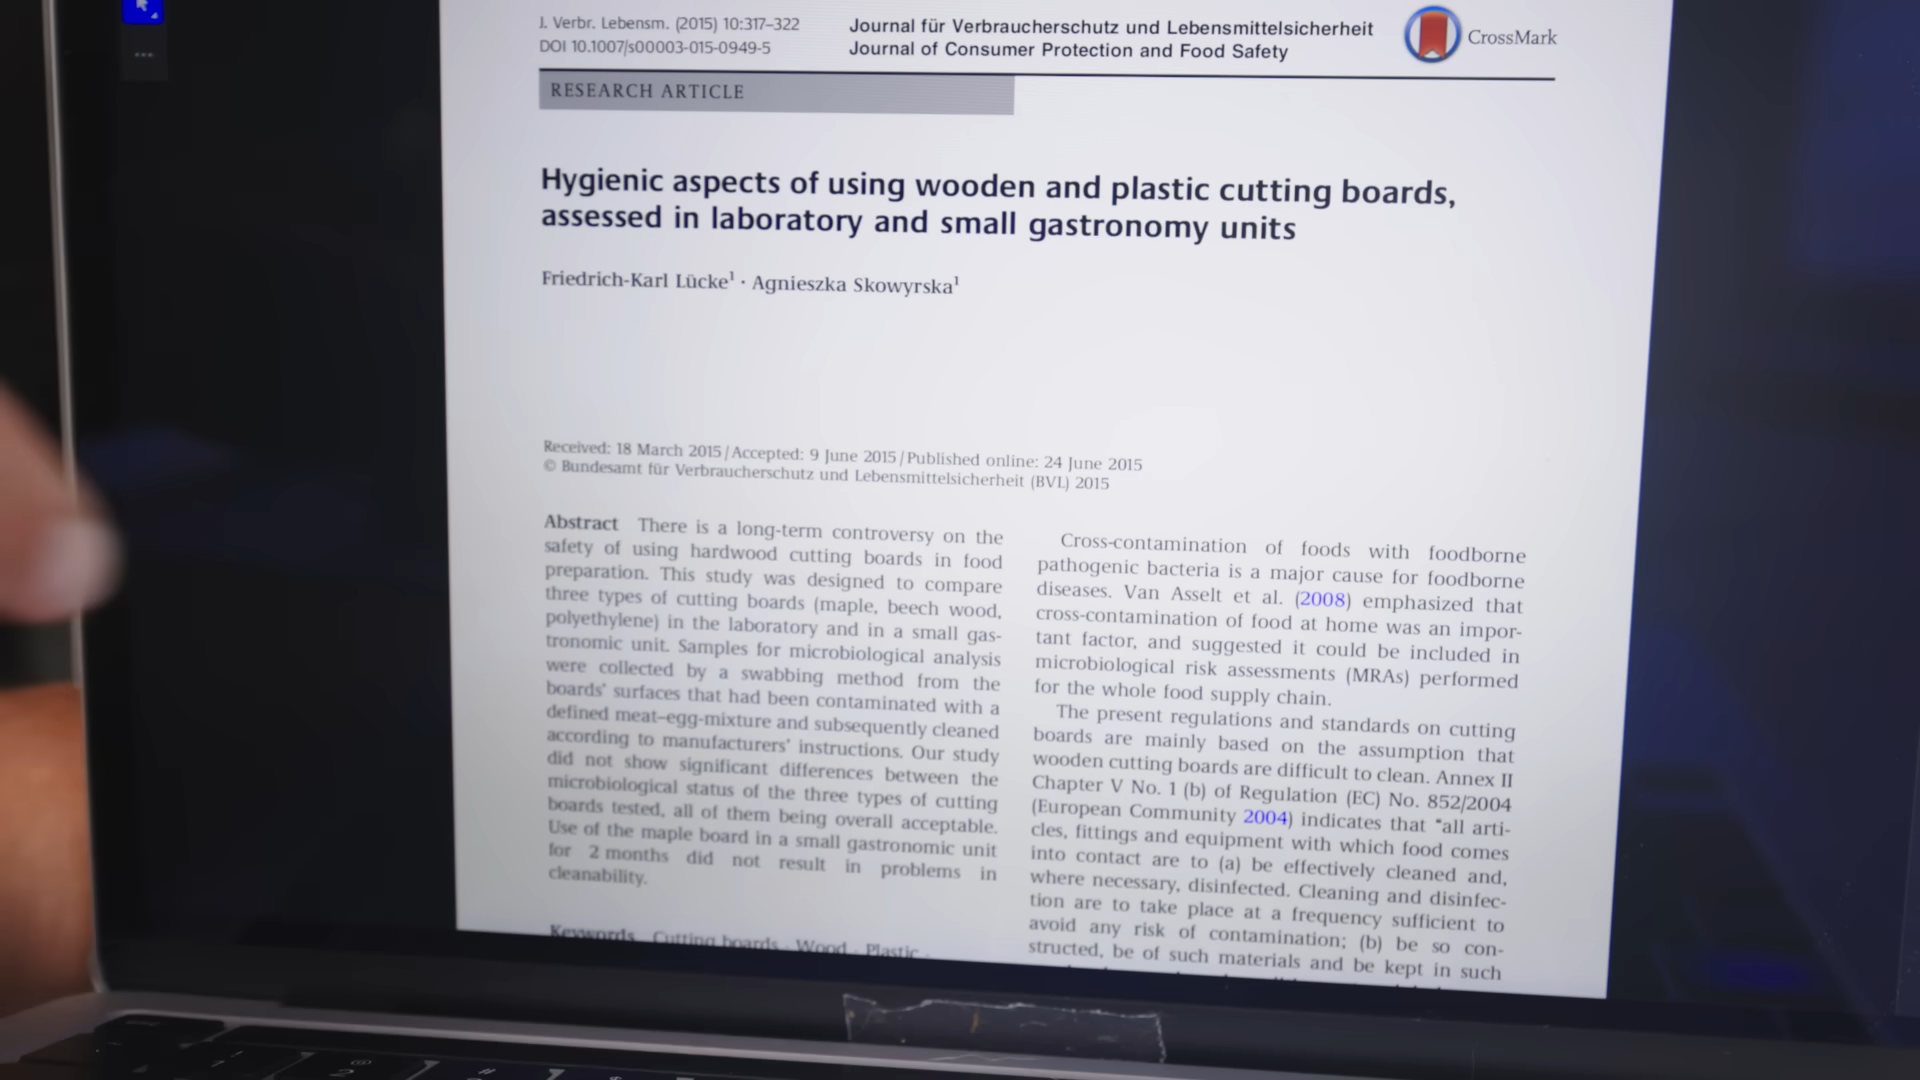 J. Verbr. Lebensm. (2015) 10:317–322
DOI 10.1007/s00003-015-0949-5
Journal für Verbraucherschutz und Lebensmittelsicherheit
Journal of Consumer Protection and Food Safety
CrossMark
RESEARCH ARTICLE
Hygienic aspects of using wooden and plastic cutting boards,
assessed in laboratory and small gastronomy units
Friedrich-Karl Lücke¹ · Agnieszka Skowyrska¹
Received: 18 March 2015 / Accepted: 9 June 2015 / Published online: 24 June 2015
© Bundesamt für Verbraucherschutz und Lebensmittelsicherheit (BVL) 2015
Abstract There is a long-term controversy on the
safety of using hardwood cutting boards in food
preparation. This study was designed to compare
three types of cutting boards (maple, beech wood,
polyethylene) in the laboratory and in a small gas-
tronomic unit. Samples for microbiological analysis
were collected by a swabbing method from the
boards' surfaces that had been contaminated with a
defined meat–egg-mixture and subsequently cleaned
according to manufacturers' instructions. Our study
did not show significant differences between the
microbiological status of the three types of cutting
boards tested, all of them being overall acceptable.
Use of the maple board in a small gastronomic unit
for 2 months did not result in problems in
cleanability.
Keywords Cutting boards · Wood · Plastic ·
Cross-contamination of foods with foodborne
pathogenic bacteria is a major cause for foodborne
diseases. Van Asselt et al. (2008) emphasized that
cross-contamination of food at home was an impor-
tant factor, and suggested it could be included in
microbiological risk assessments (MRAs) performed
for the whole food supply chain.
The present regulations and standards on cutting
boards are mainly based on the assumption that
wooden cutting boards are difficult to clean. Annex II
Chapter V No. 1 (b) of Regulation (EC) No. 852/2004
(European Community 2004) indicates that "all arti-
cles, fittings and equipment with which food comes
into contact are to (a) be effectively cleaned and,
where necessary, disinfected. Cleaning and disinfec-
tion are to take place at a frequency sufficient to
avoid any risk of contamination; (b) be so con-
structed, be of such materials and be kept in such